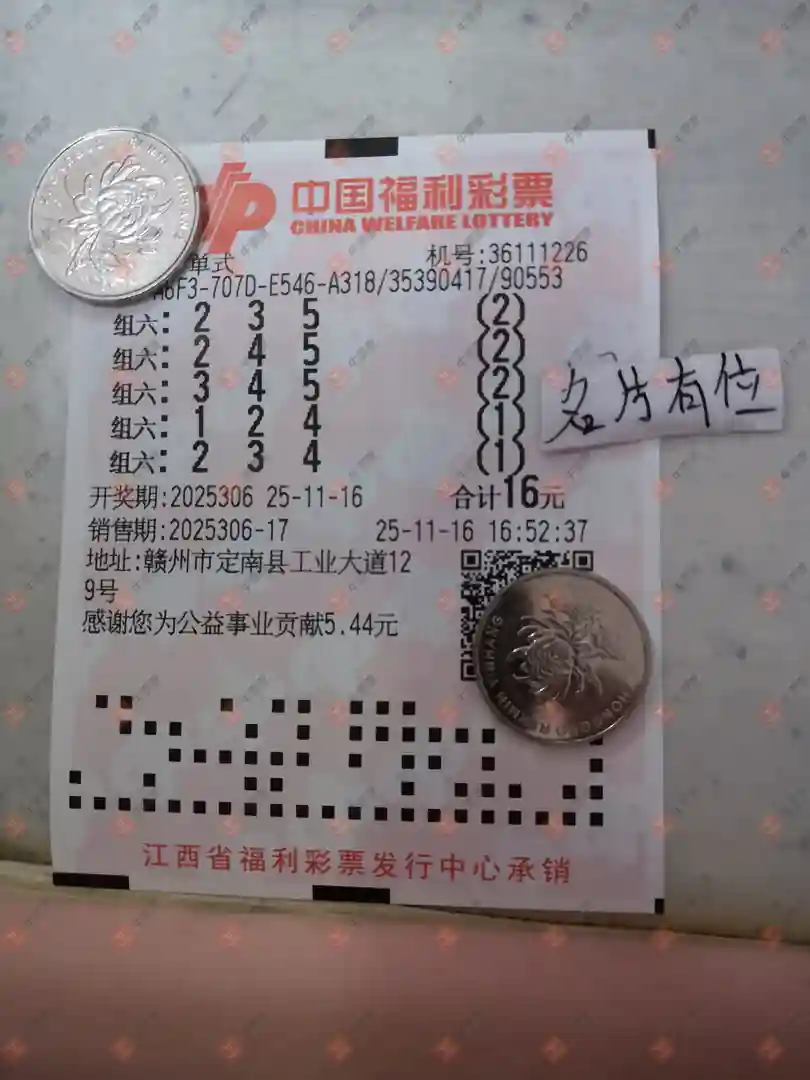 中国福利彩票
CHINA WELFARE LOTTERY
单式 机号:36111226
A6F3-707D-E546-A318/35390417/90553
组六: 2 3 5 (2)
组六: 2 4 5 (2)
组六: 3 4 5 (2)
组六: 1 2 4 (1)
组六: 2 3 4 (1)
名片有位
开奖期:2025306 25-11-16 合计16元
销售期:2025306-17 25-11-16 16:52:37
地址:赣州市定南县工业大道12
9号
感谢您为公益事业贡献5.44元
江西省福利彩票发行中心承销